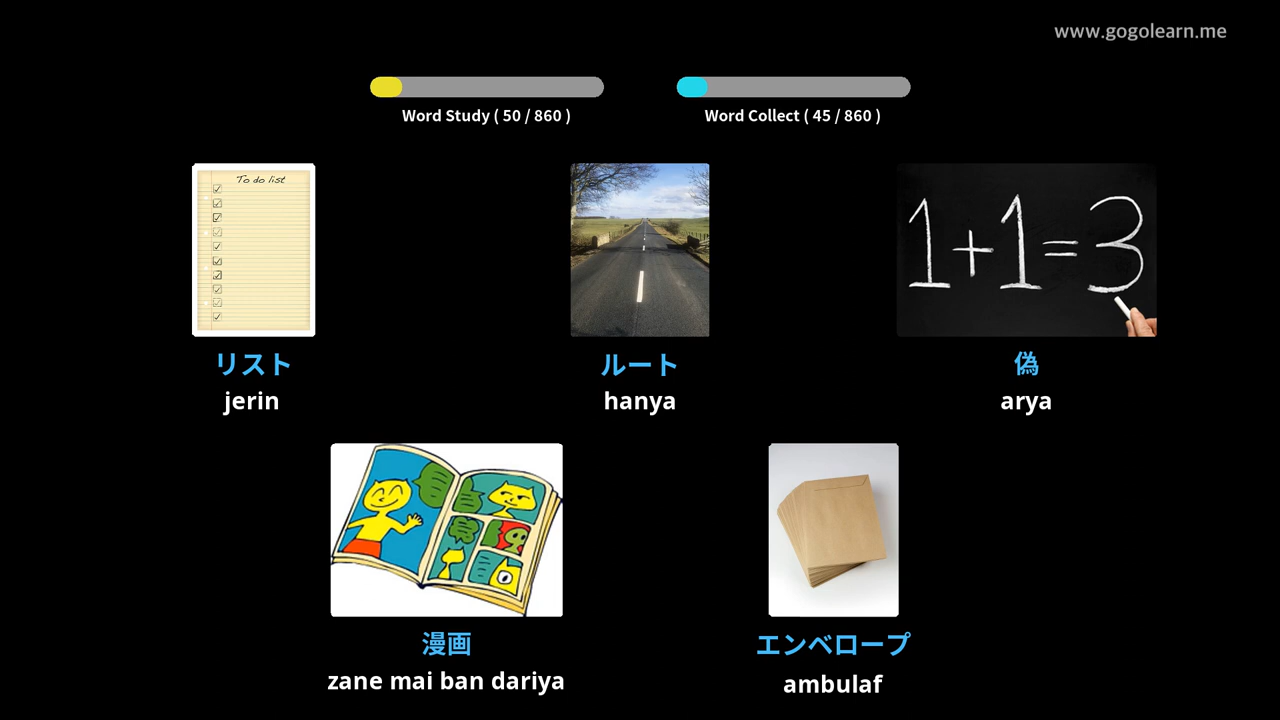 www.gogolearn.me
Word Study ( 50 / 860 )
Word Collect ( 45 / 860 )
To do list
1+1=3
リスト
jerin
ルート
hanya
偽
arya
漫画
zane mai ban dariya
エンベロープ
ambulaf